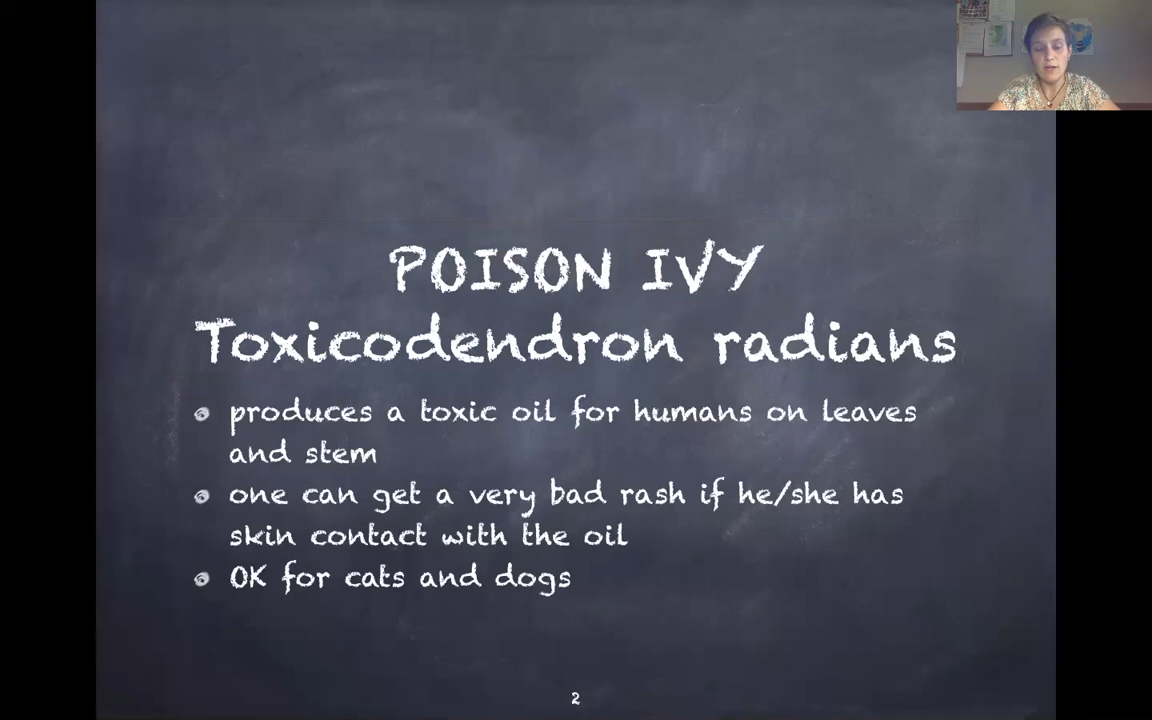 POISON IVY
Toxicodendron radians
produces a toxic oil for humans on leaves
and stem
one can get a very bad rash if he/she has
skin contact with the oil
OK for cats and dogs
2